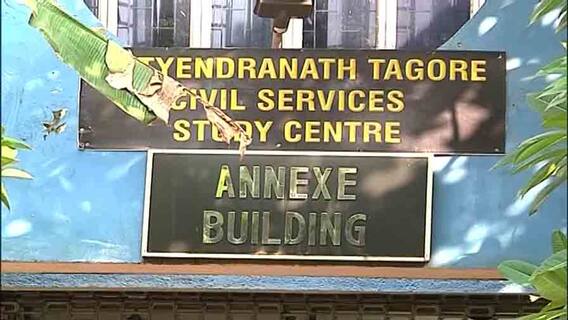 TYENDRANATH TAGORE
CIVIL SERVICES
STUDY CENTRE
ANNEXE
BUILDING